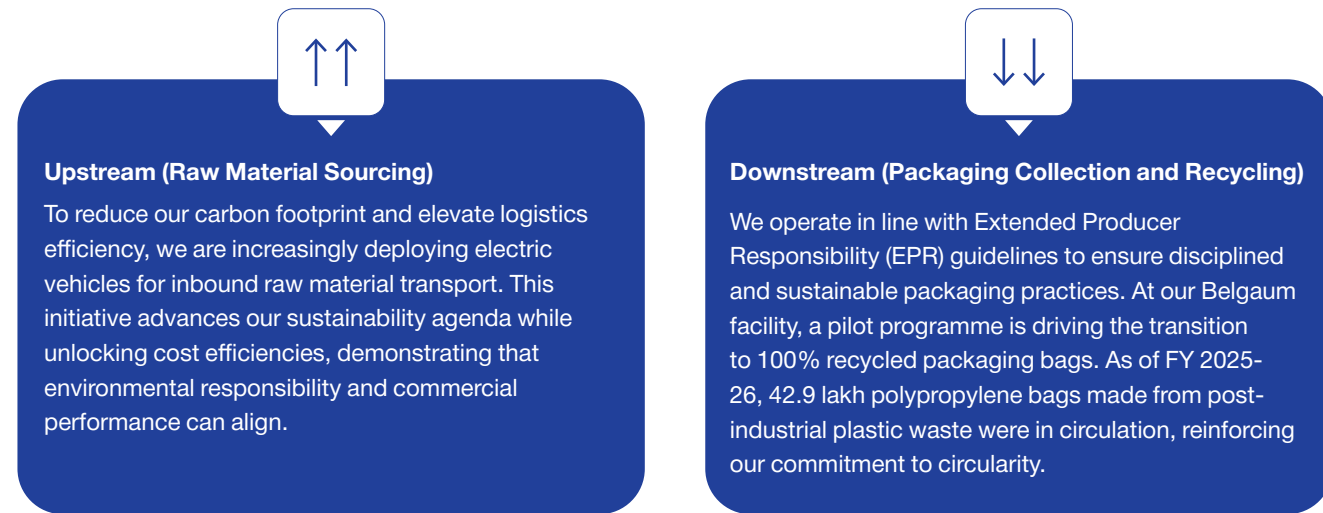 Upstream (Raw Material Sourcing)
To reduce our carbon footprint and elevate logistics
efficiency, we are increasingly deploying electric
vehicles for inbound raw material transport. This
initiative advances our sustainability agenda while
unlocking cost efficiencies, demonstrating that
environmental responsibility and commercial
performance can align.
Downstream (Packaging Collection and Recycling)
We operate in line with Extended Producer
Responsibility (EPR) guidelines to ensure disciplined
and sustainable packaging practices. At our Belgaum
facility, a pilot programme is driving the transition
to 100% recycled packaging bags. As of FY 2025-
26, 42.9 lakh polypropylene bags made from post-
industrial plastic waste were in circulation, reinforcing
our commitment to circularity.